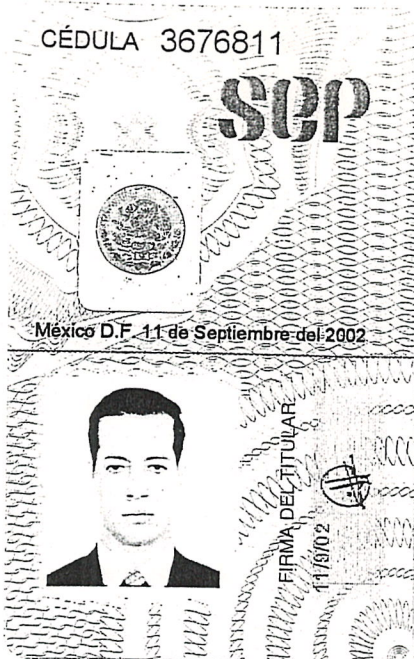 CÉDULA 3676811
SEP
México D.F. 11 de Septiembre del 2002
FIRMA DEL TITULAR
11/9/02